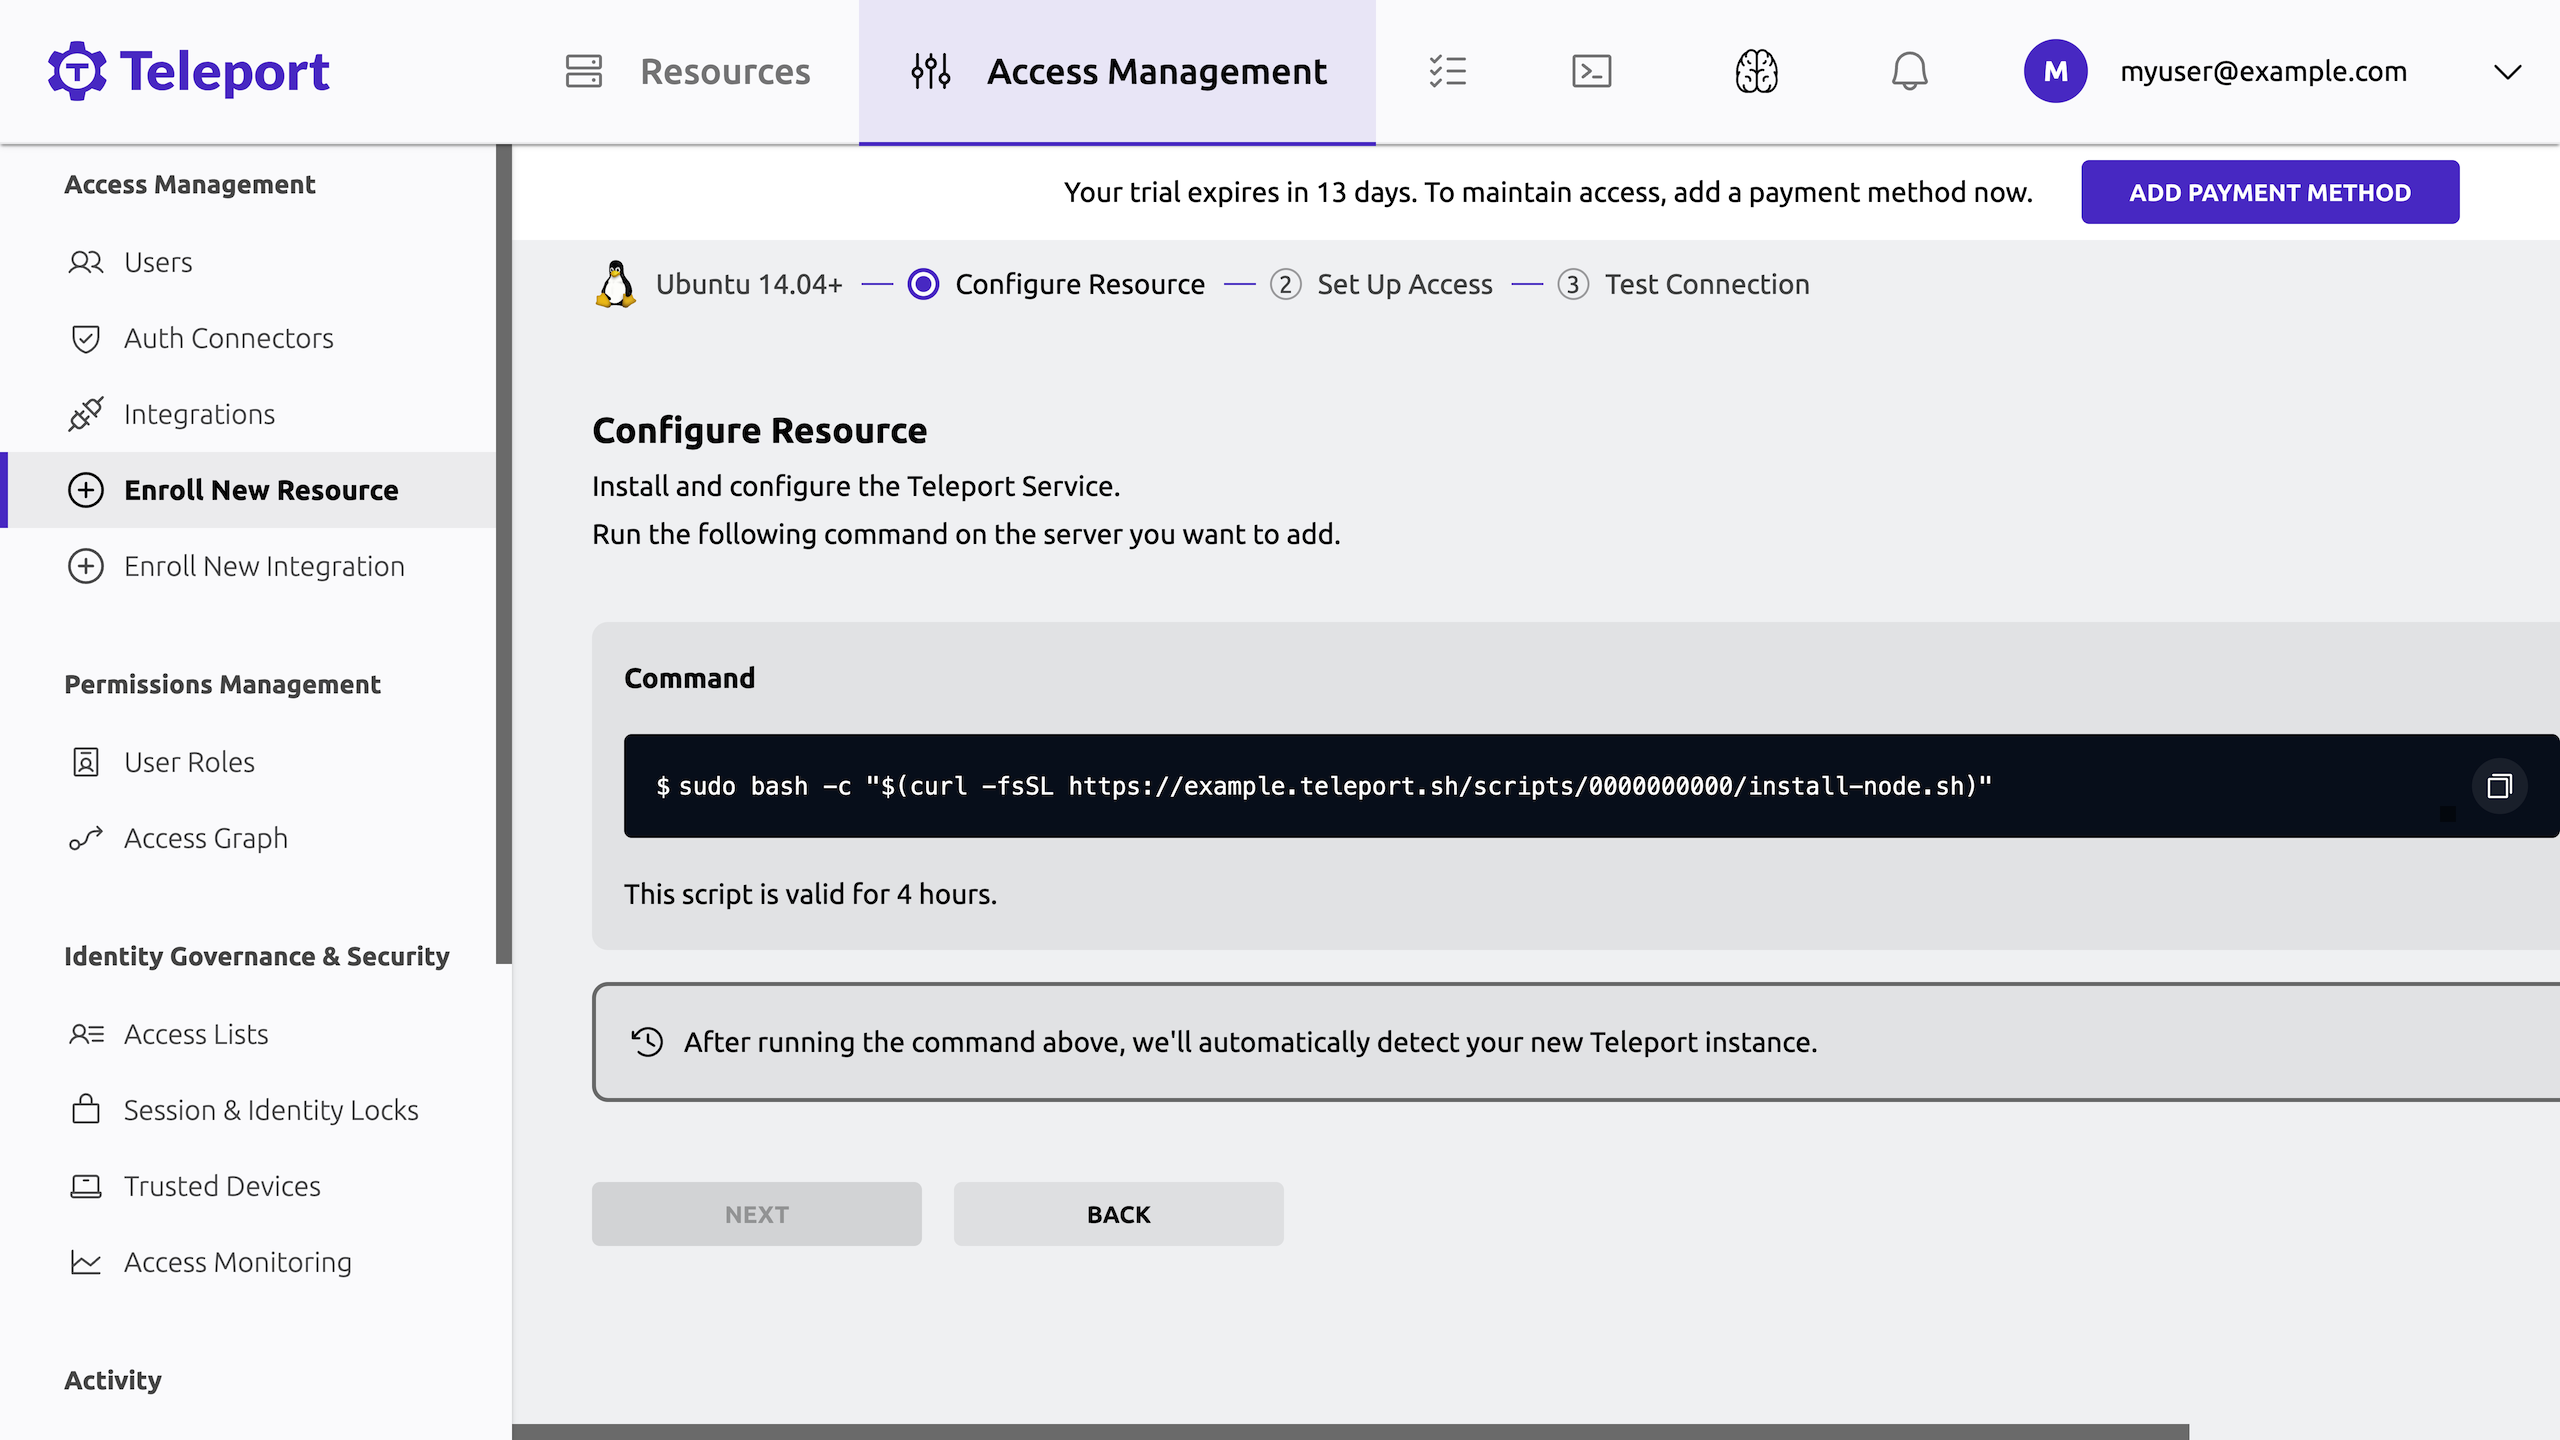 Teleport
Resources
Access Management
M
myuser@example.com
Access Management
Users
Auth Connectors
Integrations
Enroll New Resource
Enroll New Integration
Permissions Management
User Roles
Access Graph
Identity Governance & Security
Access Lists
Session & Identity Locks
Trusted Devices
Access Monitoring
Activity
Your trial expires in 13 days. To maintain access, add a payment method now.
ADD PAYMENT METHOD
Ubuntu 14.04+
Configure Resource
2 Set Up Access
3 Test Connection
Configure Resource
Install and configure the Teleport Service.
Run the following command on the server you want to add.
Command
$ sudo bash -c "$(curl -fsSL https://example.teleport.sh/scripts/0000000000/install-node.sh)"
This script is valid for 4 hours.
After running the command above, we'll automatically detect your new Teleport instance.
NEXT
BACK